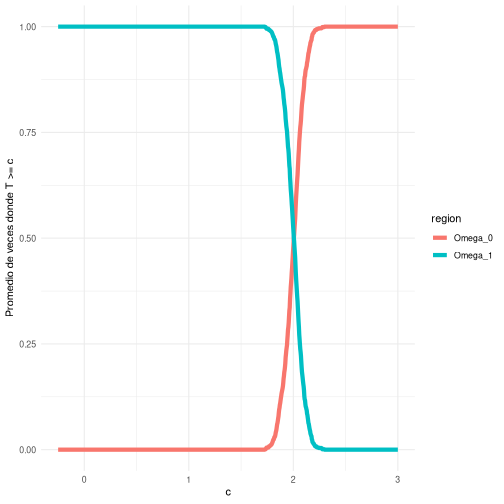 1.00
0.75
0.50
0.25
0.00
Promedio de veces donde T >= c
0 1 2 3
c
region
Omega_0
Omega_1